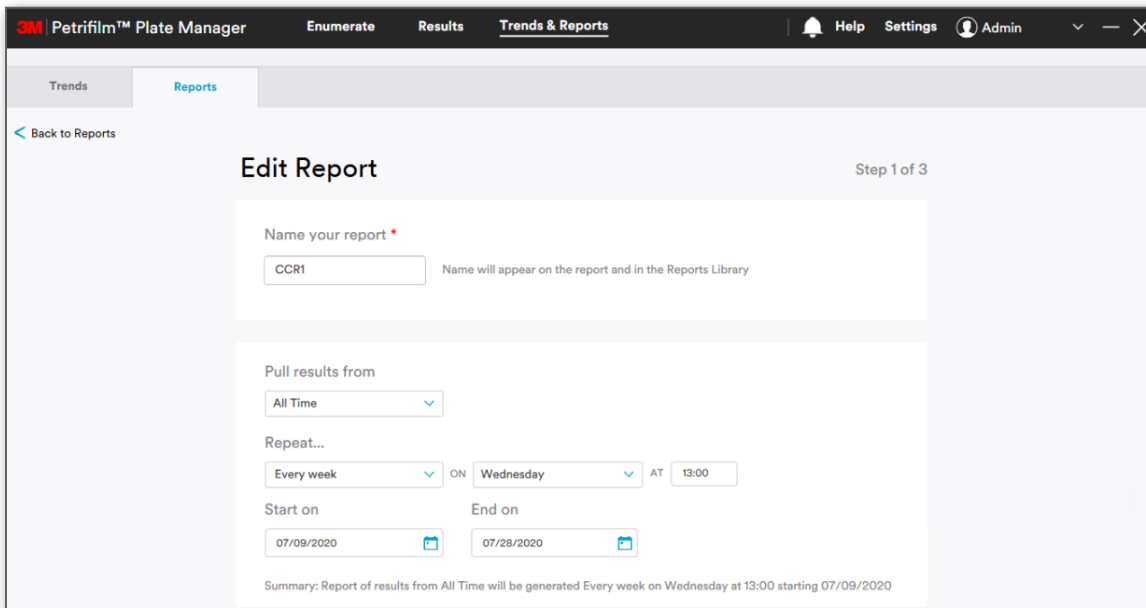 3M Petrifilm™ Plate Manager Enumerate Results Trends & Reports Help Settings Admin
Trends Reports
< Back to Reports
Edit Report Step 1 of 3
Name your report *
CCR1 Name will appear on the report and in the Reports Library
Pull results from
All Time
Repeat...
Every week ON Wednesday AT 13:00
Start on End on
07/09/2020 07/28/2020
Summary: Report of results from All Time will be generated Every week on Wednesday at 13:00 starting 07/09/2020